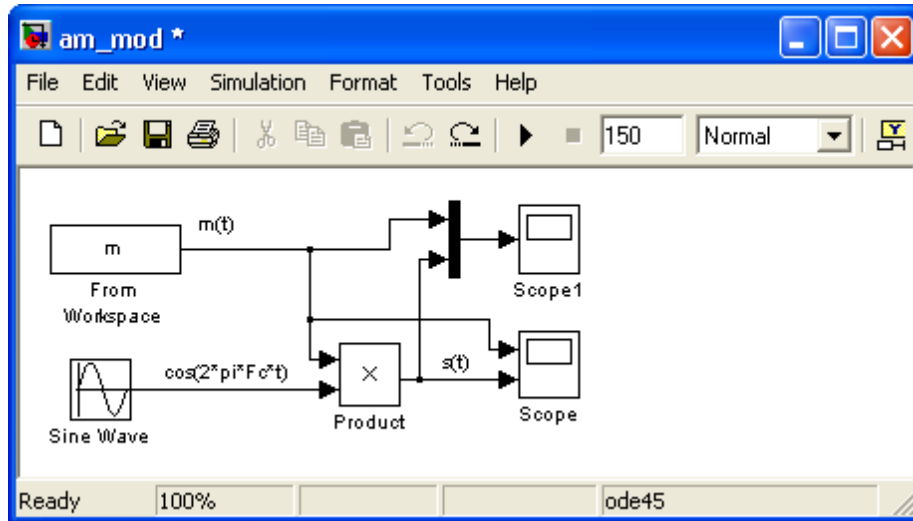 am_mod *
File Edit View Simulation Format Tools Help
150 Normal
m(t)
m
From
Workspace
Scope1
cos(2*pi*Fc*t)
s(t)
Product
Scope
Sine Wave
Ready 100% ode45